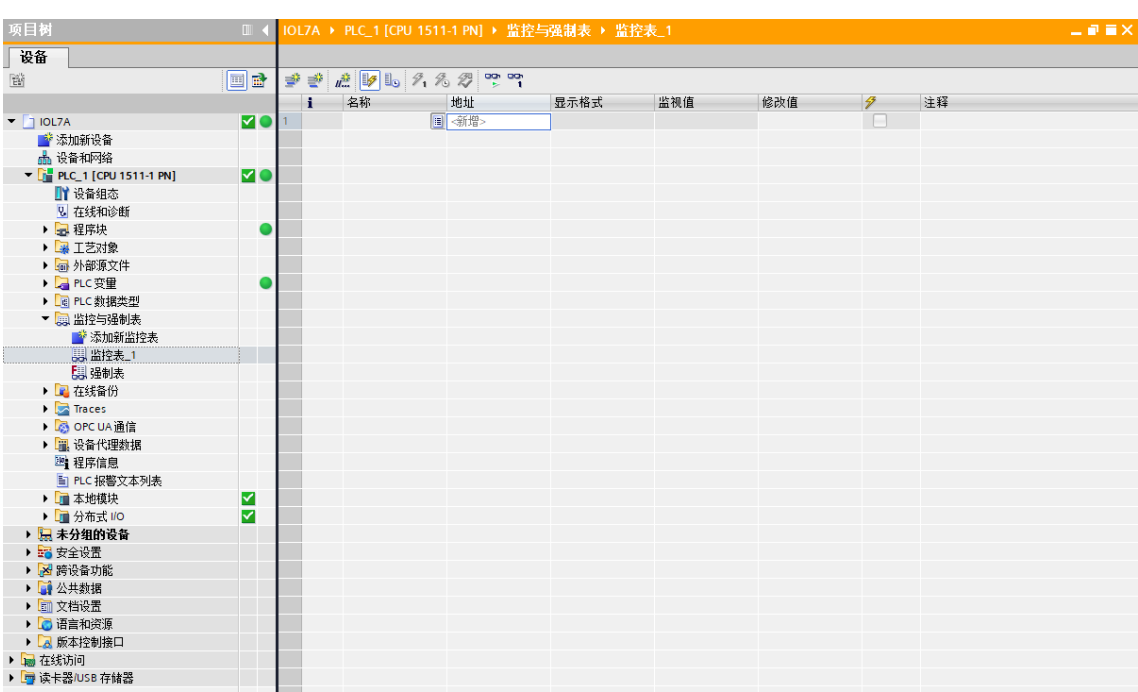 项目树
IOL7A ▸ PLC_1 [CPU 1511-1 PN] ▸ 监控与强制表 ▸ 监控表_1
设备
i 名称 地址 显示格式 监视值 修改值 注释
1 <新增>
IOL7A
添加新设备
设备和网络
PLC_1 [CPU 1511-1 PN]
设备组态
在线和诊断
程序块
工艺对象
外部源文件
PLC 变量
PLC 数据类型
监控与强制表
添加新监控表
监控表_1
强制表
在线备份
Traces
OPC UA 通信
设备代理数据
程序信息
PLC 报警文本列表
本地模块
分布式 I/O
未分组的设备
安全设置
跨设备功能
公共数据
文档设置
语言和资源
版本控制接口
在线访问
读卡器/USB 存储器